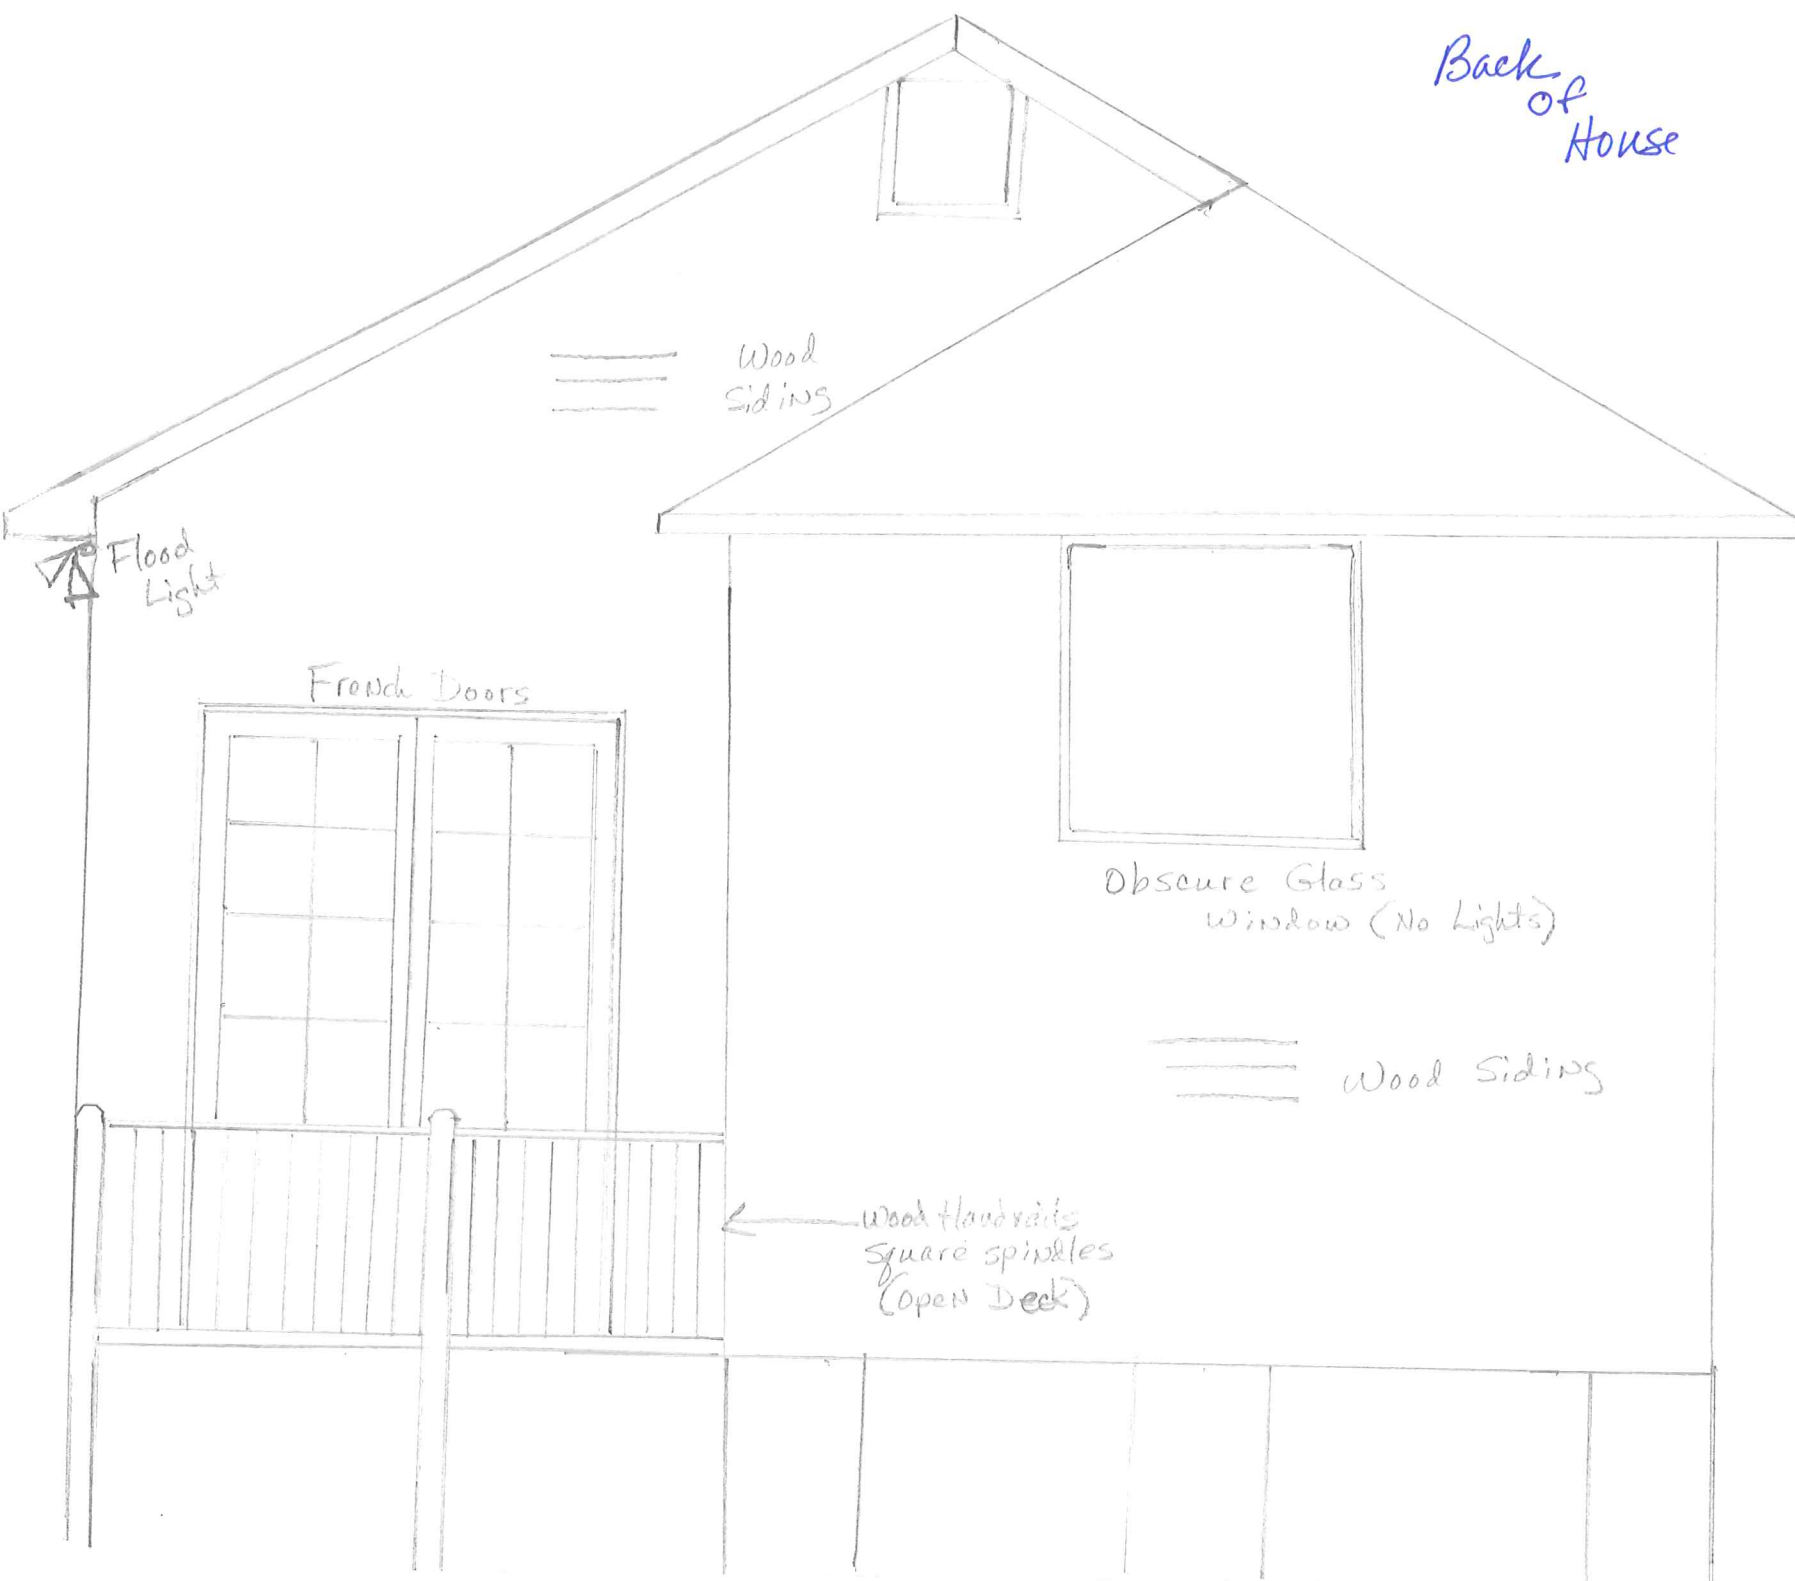 Back
of
House
Wood
Siding
Flood
Light
French Doors
Obscure Glass
Window (No Lights)
Wood Siding
Wood Handrails
Square spindles
(Open Deck)